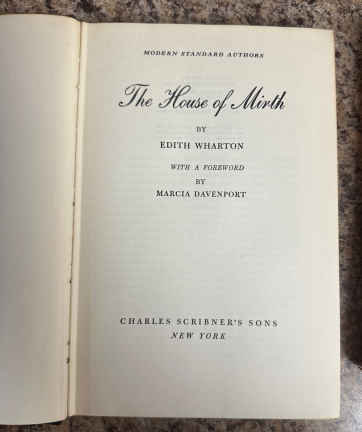 MODERN STANDARD AUTHORS
The House of Mirth
BY
EDITH WHARTON
WITH A FOREWORD
BY
MARCIA DAVENPORT
CHARLES SCRIBNER'S SONS
NEW YORK